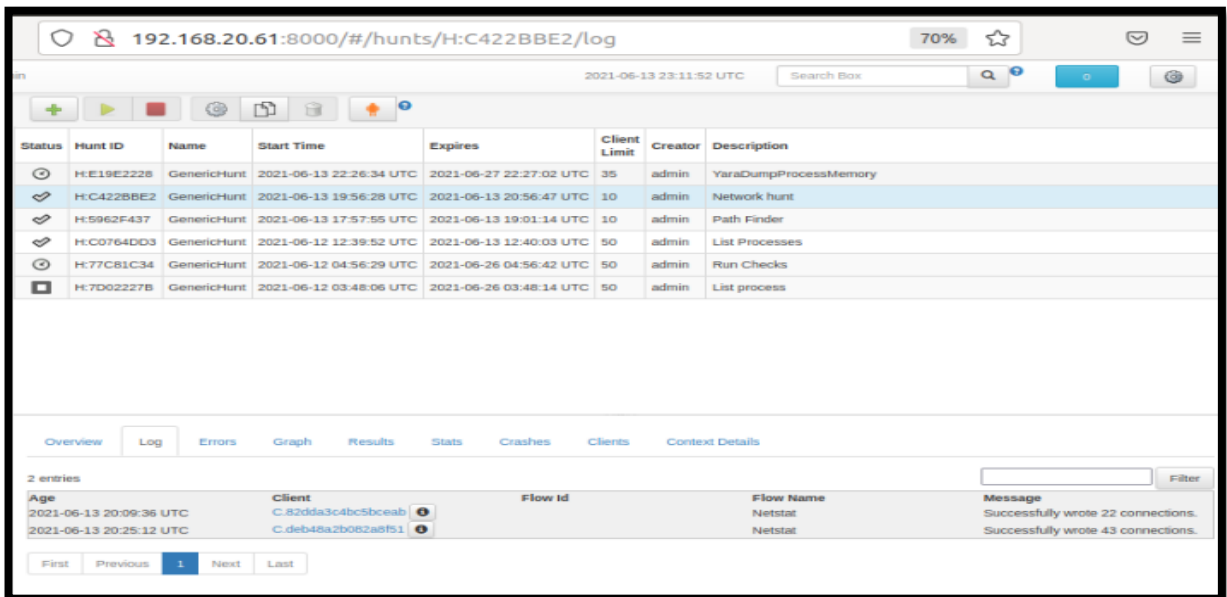 192.168.20.61:8000/#/hunts/H:C422BBE2/log 70%
in 2021-06-13 23:11:52 UTC Search Box 0
Status Hunt ID Name Start Time Expires Client Limit Creator Description
H:E19E2228 GenericHunt 2021-06-13 22:26:34 UTC 2021-06-27 22:27:02 UTC 35 admin YaraDumpProcessMemory
H:C422BBE2 GenericHunt 2021-06-13 19:56:28 UTC 2021-06-13 20:56:47 UTC 10 admin Network hunt
H:5962F437 GenericHunt 2021-06-13 17:57:55 UTC 2021-06-13 19:01:14 UTC 10 admin Path Finder
H:C0764DD3 GenericHunt 2021-06-12 12:39:52 UTC 2021-06-13 12:40:03 UTC 50 admin List Processes
H:77C81C34 GenericHunt 2021-06-12 04:56:29 UTC 2021-06-26 04:56:42 UTC 50 admin Run Checks
H:7D02227B GenericHunt 2021-06-12 03:48:06 UTC 2021-06-26 03:48:14 UTC 50 admin List process
Overview Log Errors Graph Results Stats Crashes Clients Context Details
2 entries Filter
Age Client Flow Id Flow Name Message
2021-06-13 20:09:36 UTC C.82dda3c4bc5bceab Netstat Successfully wrote 22 connections.
2021-06-13 20:25:12 UTC C.deb48a2b082a8f51 Netstat Successfully wrote 43 connections.
First Previous 1 Next Last